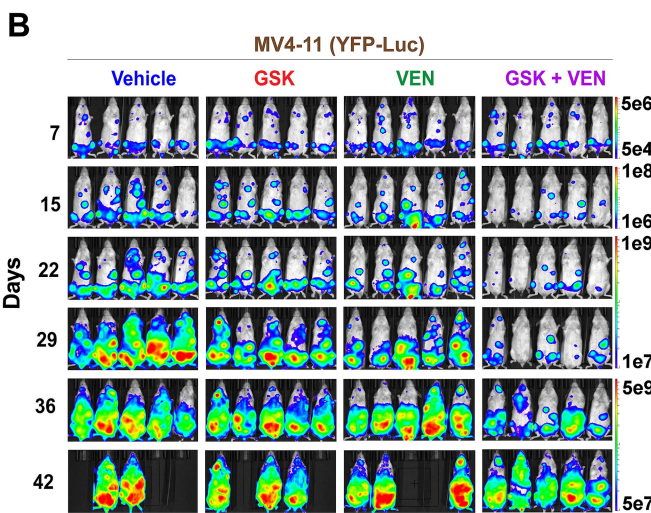 B
MV4-11 (YFP-Luc)
Vehicle GSK VEN GSK + VEN
Days
7
15
22
29
36
42
5e6
5e4
1e8
1e6
1e9
1e7
5e9
5e7